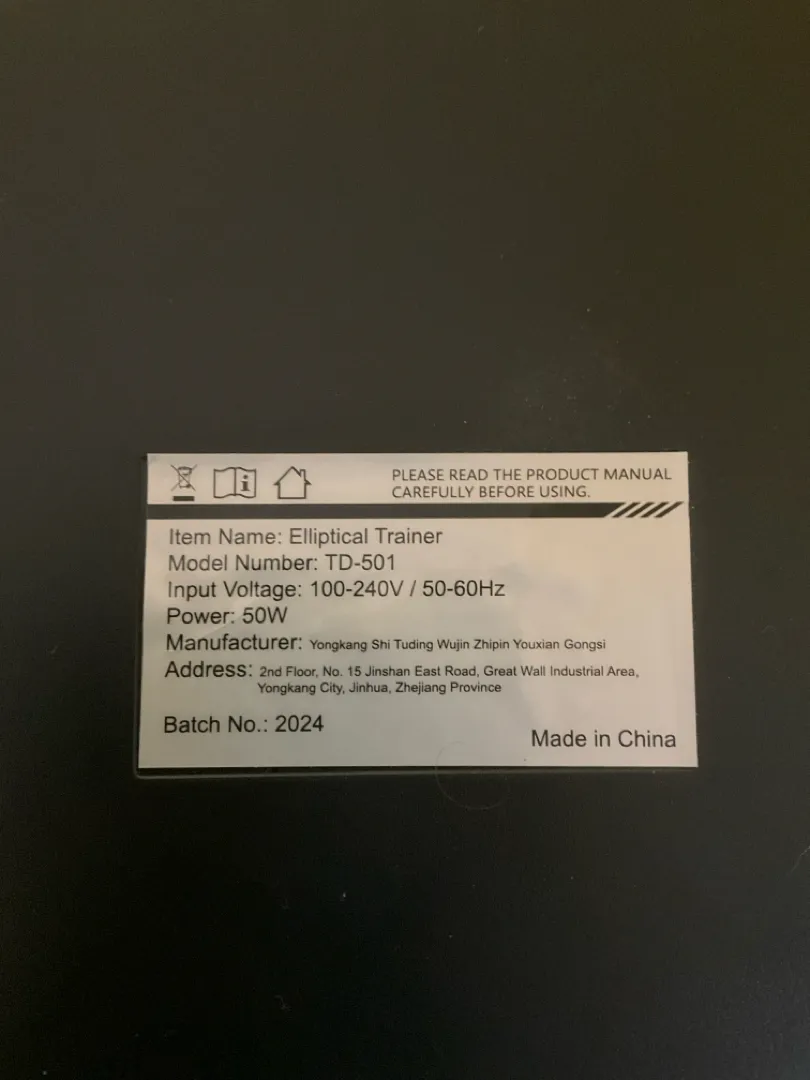 PLEASE READ THE PRODUCT MANUAL
CAREFULLY BEFORE USING.
Item Name: Elliptical Trainer
Model Number: TD-501
Input Voltage: 100-240V / 50-60Hz
Power: 50W
Manufacturer: Yongkang Shi Tuding Wujin Zhipin Youxian Gongsi
Address: 2nd Floor, No. 15 Jinshan East Road, Great Wall Industrial Area,
Yongkang City, Jinhua, Zhejiang Province
Batch No.: 2024
Made in China